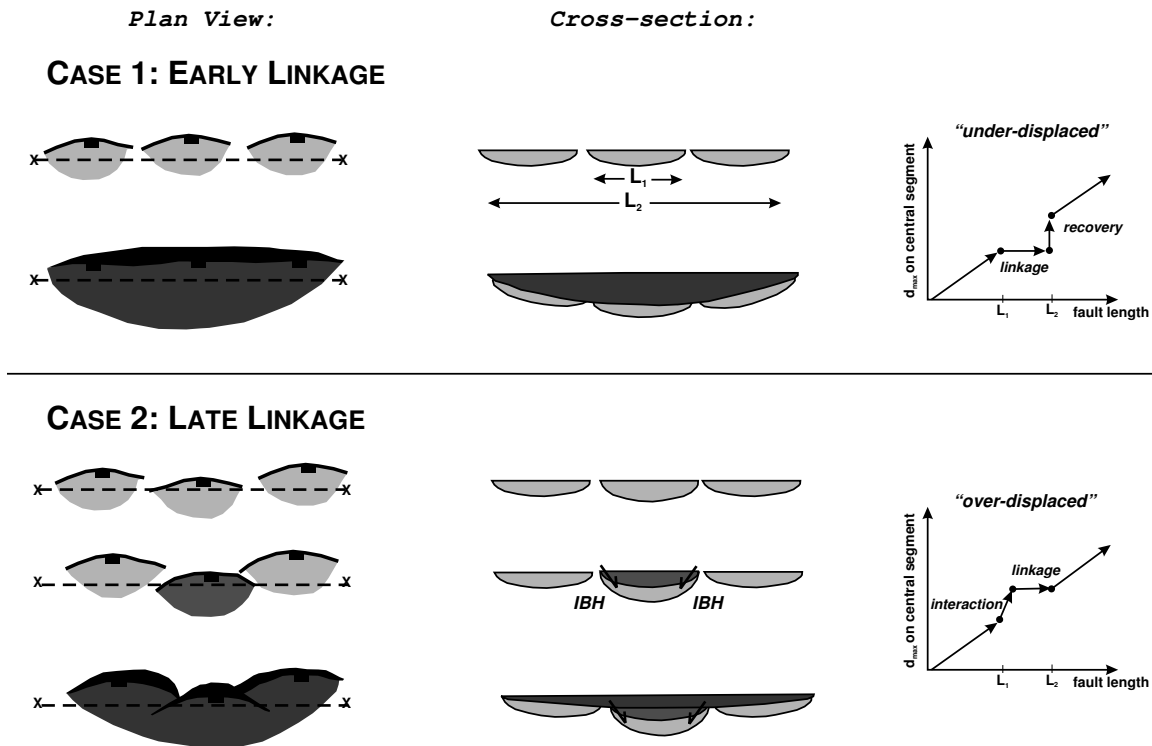 Plan View:
Cross-section:
CASE 1: EARLY LINKAGE
X
X
L1
L2
X
X
"under-displaced"
dmax on central segment
recovery
linkage
L1
L2
fault length
CASE 2: LATE LINKAGE
X
X
X
X
IBH
IBH
X
X
"over-displaced"
dmax on central segment
linkage
interaction
L1
L2
fault length